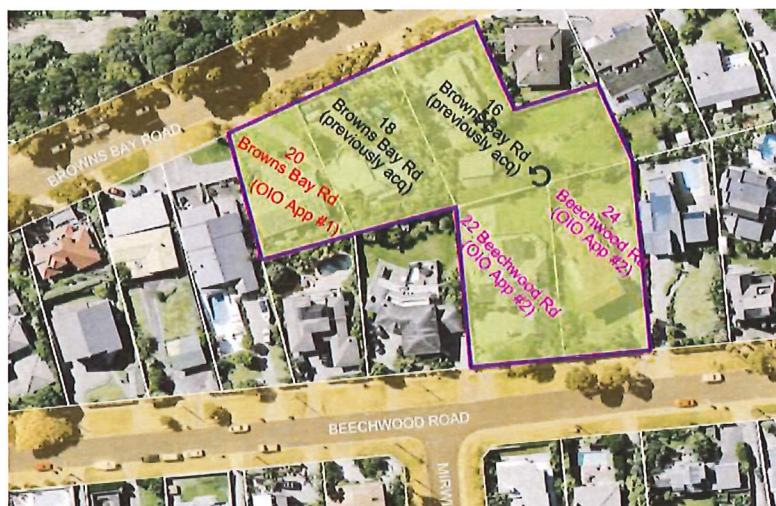 BROWNS BAY ROAD
20
Browns Bay Rd
(OIO App #1)
18
Browns Bay Rd
(previously acq)
16
Browns Bay Rd
(previously acq)
22 Beechwood Rd
(OIO App #2)
24
Beechwood Rd
(OIO App #2)
BEECHWOOD ROAD